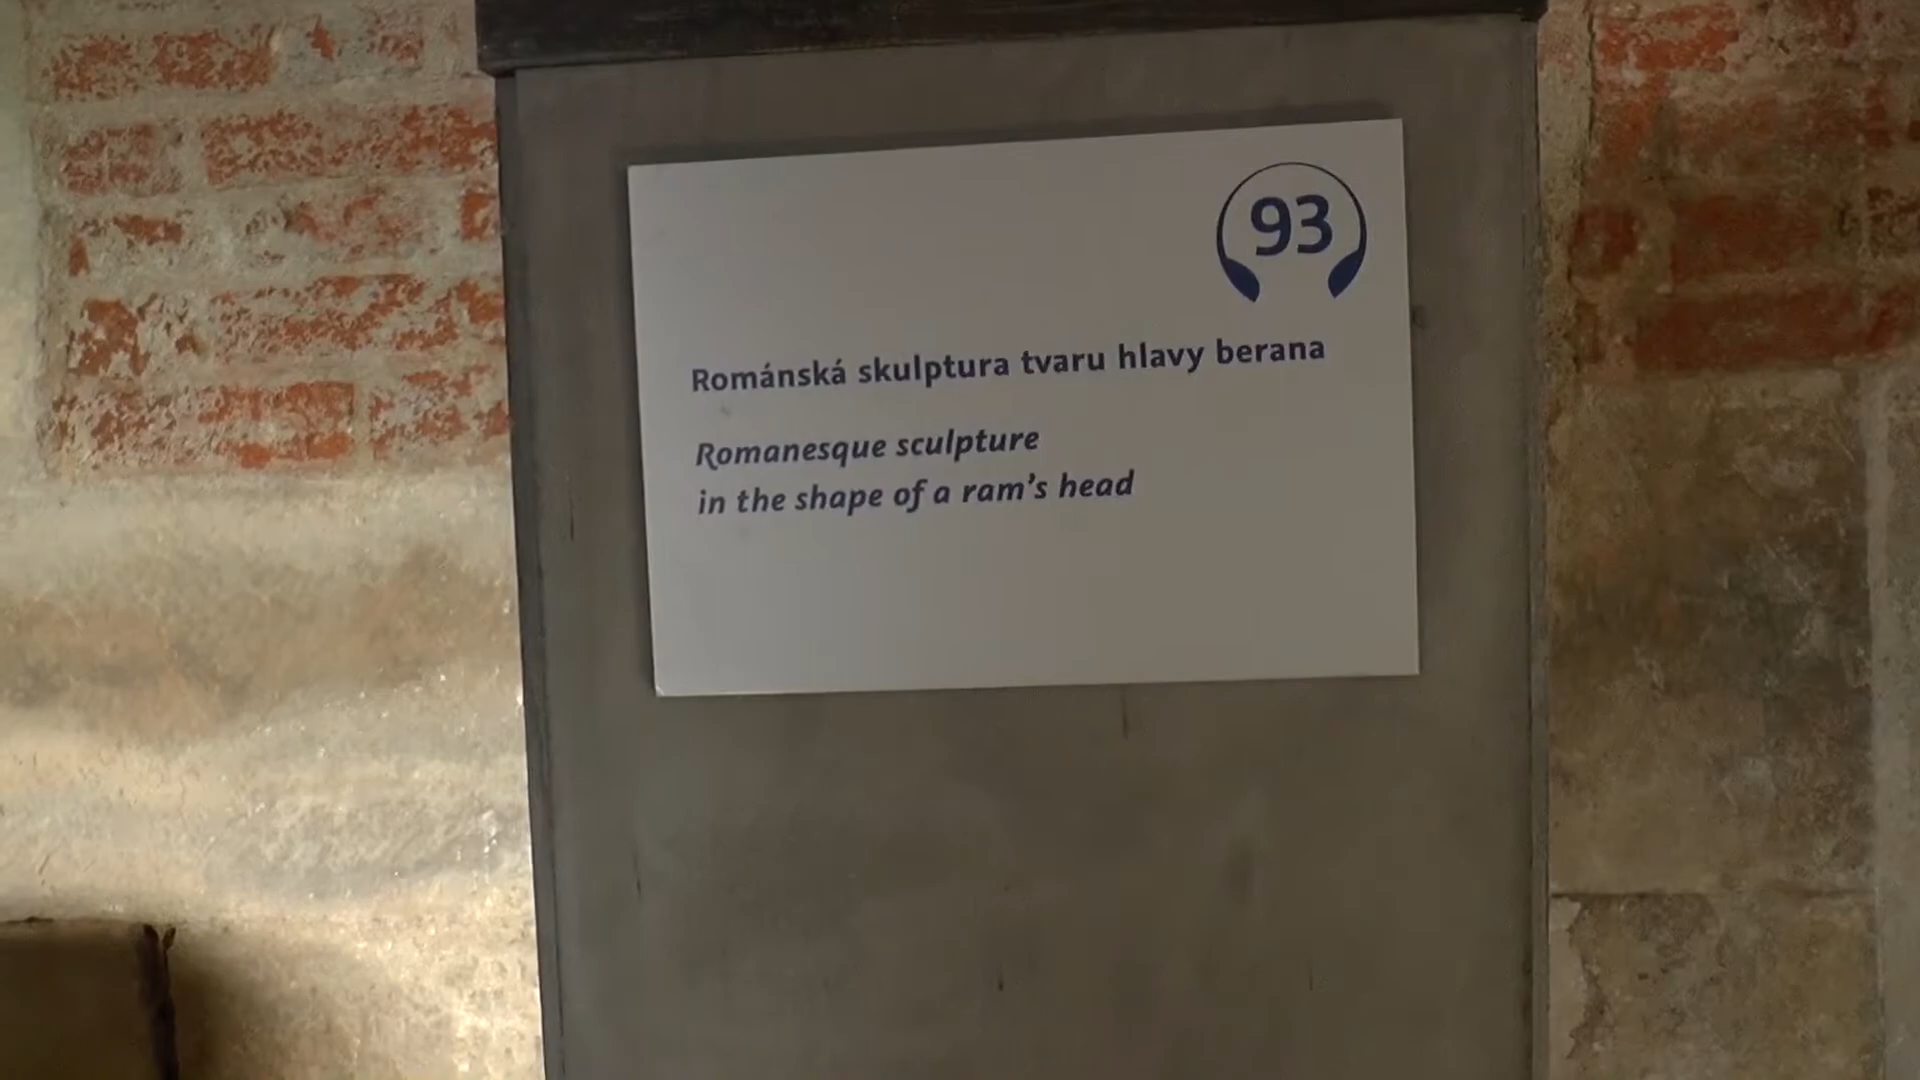 93
Románská skulptura tvaru hlavy berana
Romanesque sculpture
in the shape of a ram's head